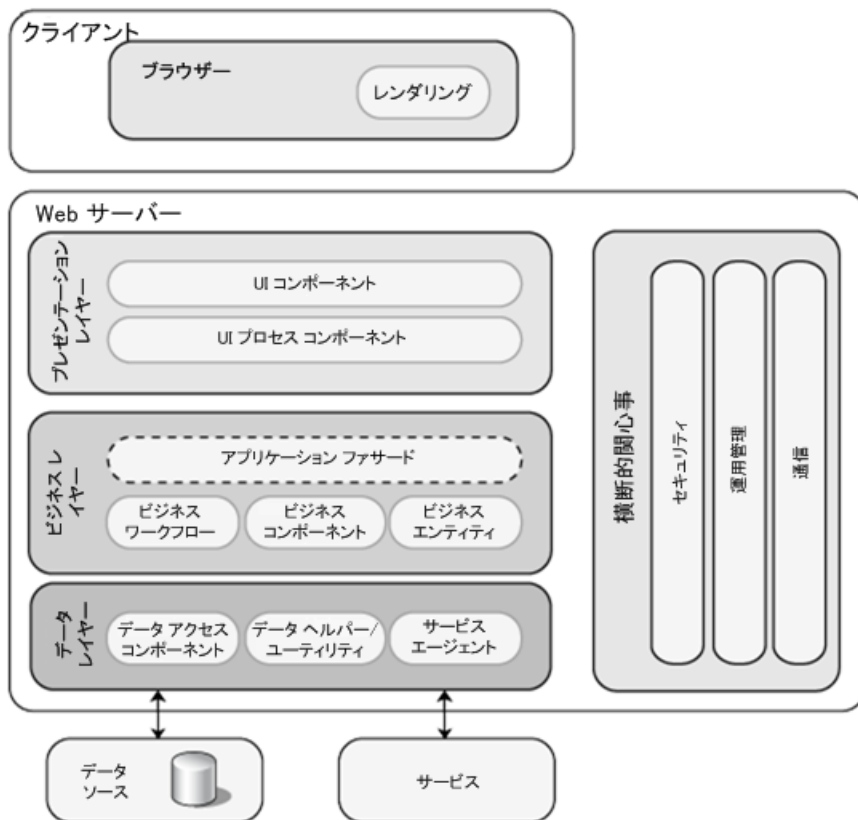 クライアント
ブラウザー
レンダリング
Web サーバー
プレゼンテーション
レイヤー
UI コンポーネント
UI プロセス コンポーネント
ビジネス レ
イヤー
アプリケーション ファサード
ビジネス
ワークフロー
ビジネス
コンポーネント
ビジネス
エンティティ
データ
レイヤー
データ アクセス
コンポーネント
データ ヘルパー/
ユーティリティ
サービス
エージェント
横断的関心事
セキュリティ
運用管理
通信
データ
ソース
サービス